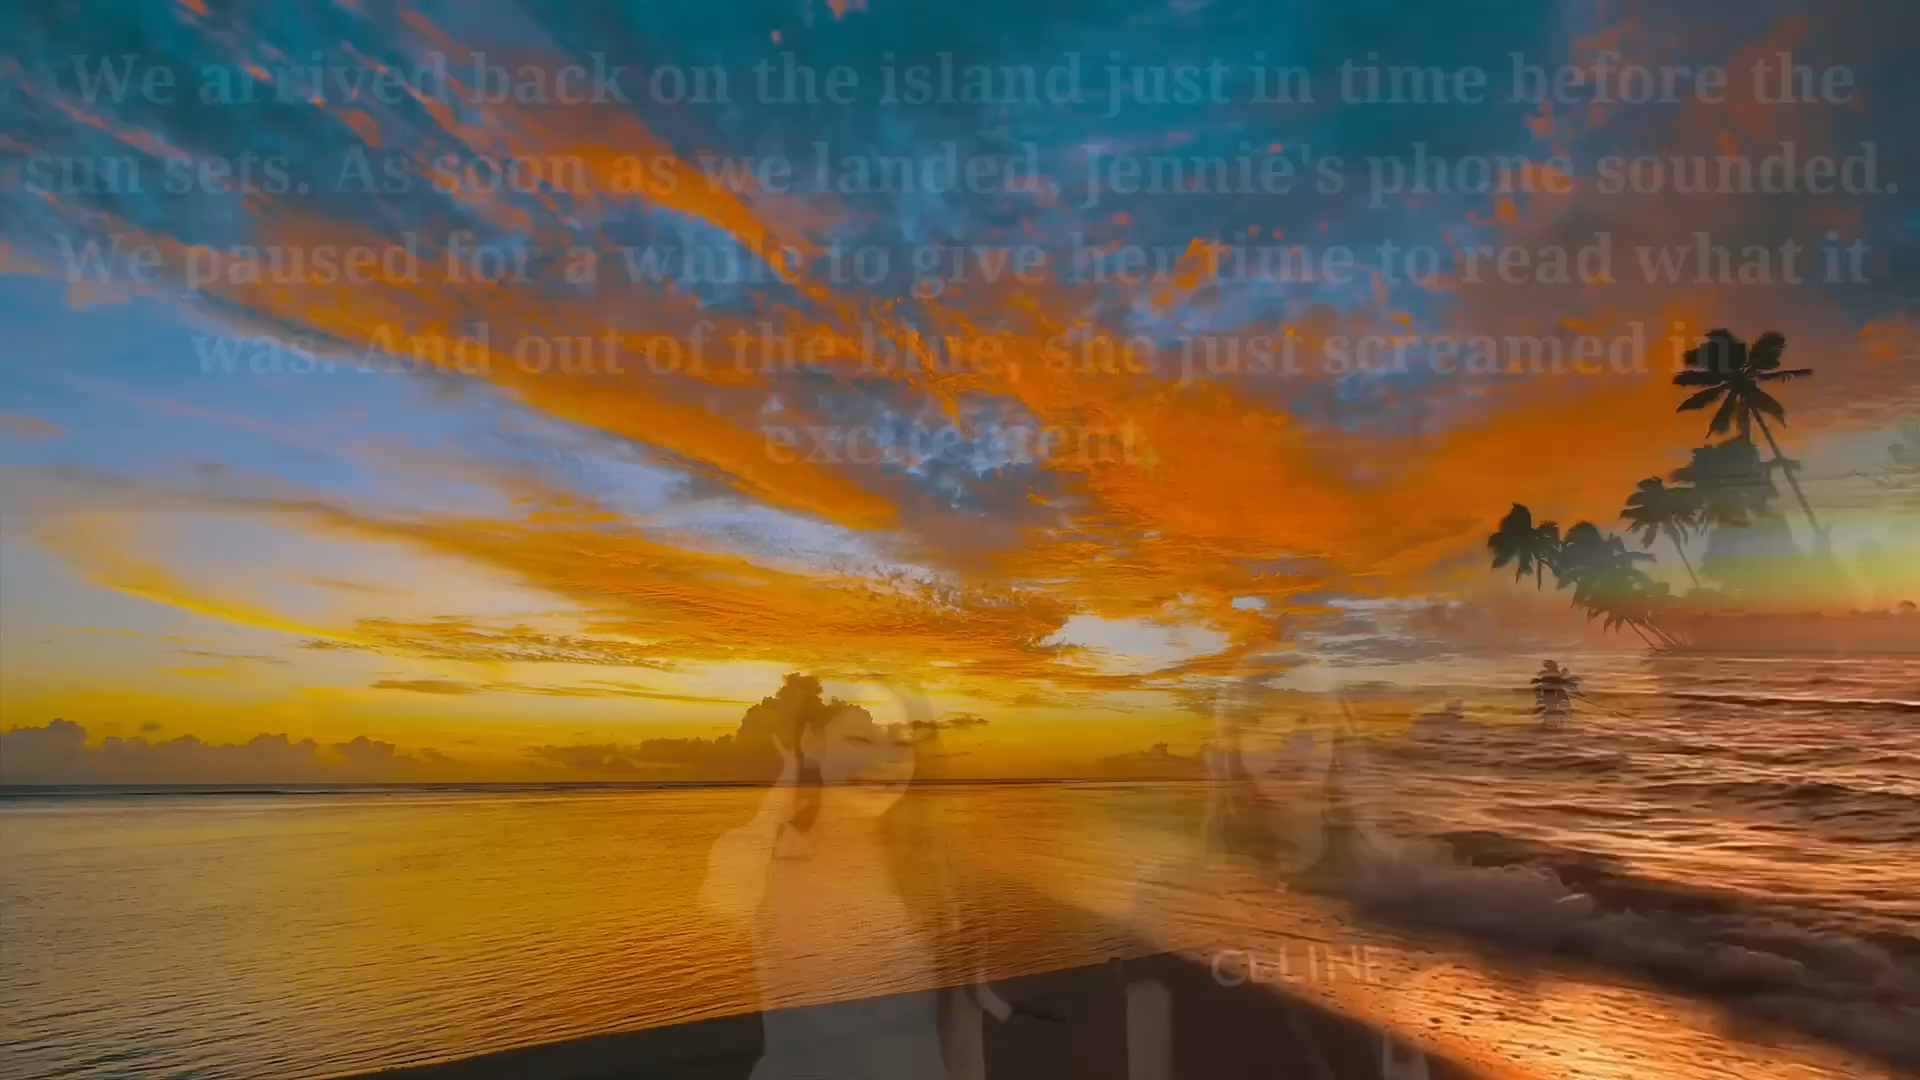 We arrived back on the island just in time before the
sun sets. As soon as we landed, Jennie's phone sounded.
We paused for a while to give her time to read what it
was. And out of the blue, she just screamed in
excitement.
CELINE